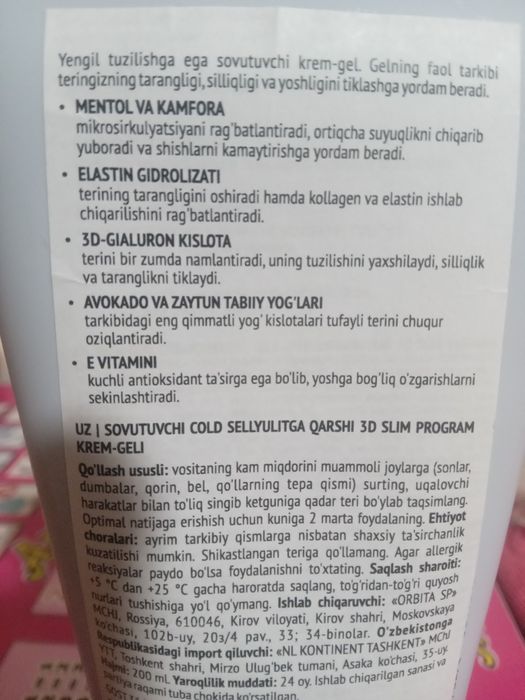 Yengil tuzilishga ega sovutuvchi krem-gel. Gelning faol tarkibi
teringizning tarangligi, silliqligi va yoshligini tiklashga yordam beradi.
• MENTOL VA KAMFORA
mikrosirkulyatsiyani rag'batlantiradi, ortiqcha suyuqlikni chiqarib
yuboradi va shishlarni kamaytirishga yordam beradi.
• ELASTIN GIDROLIZATI
terining tarangligini oshiradi hamda kollagen va elastin ishlab
chiqarilishini rag'batlantiradi.
• 3D-GIALURON KISLOTA
terini bir zumda namlantiradi, uning tuzilishini yaxshilaydi, silliqlik
va taranglikni tiklaydi.
• AVOKADO VA ZAYTUN TABIIY YOG'LARI
tarkibidagi eng qimmatli yog' kislotalari tufayli terini chuqur
oziqlantiradi.
• E VITAMINI
kuchli antioksidant ta'sirga ega bo'lib, yoshga bog'liq o'zgarishlarni
sekinlashtiradi.
UZ | SOVUTUVCHI COLD SELLYULITGA QARSHI 3D SLIM PROGRAM
KREM-GELI
Qo'llash ususli: vositaning kam miqdorini muammoli joylarga (sonlar,
dumbalar, qorin, bel, qo'llarning tepa qismi) surting, uqalovchi
harakatlar bilan to'liq singib ketguniga qadar teri bo'ylab taqsimlang.
Optimal natijaga erishish uchun kuniga 2 marta foydalaning. Ehtiyot
choralari: ayrim tarkibiy qismlarga nisbatan shaxsiy ta'sirchanlik
kuzatilishi mumkin. Shikastlangan teriga qo'llamang. Agar allergik
reaksiyalar paydo bo'lsa foydalanishni to'xtating. Saqlash sharoiti:
+5 °C dan +25 °C gacha haroratda saqlang, to'g'ridan-to'g'ri quyosh
nurlari tushishiga yo'l qo'ymang. Ishlab chiqaruvchi: «ORBITA SP»
MCHJ, Rossiya, 610046, Kirov viloyati, Kirov shahri, Moskovskaya
ko'chasi, 102b-uy, 203/4 pav., 33; 34-binolar. O'zbekistonga
Respublikasidagi import qiluvchi: «NL KONTINENT TASHKENT» MChJ
YTT, Toshkent shahri, Mirzo Ulug'bek tumani, Asaka ko'chasi, 35-uy.
Hajmi: 200 ml. Yaroqlilik muddati: 24 oy. Ishlab chiqarilgan sanasi va
partiya raqami tuba chokida ko'rsatilgan.